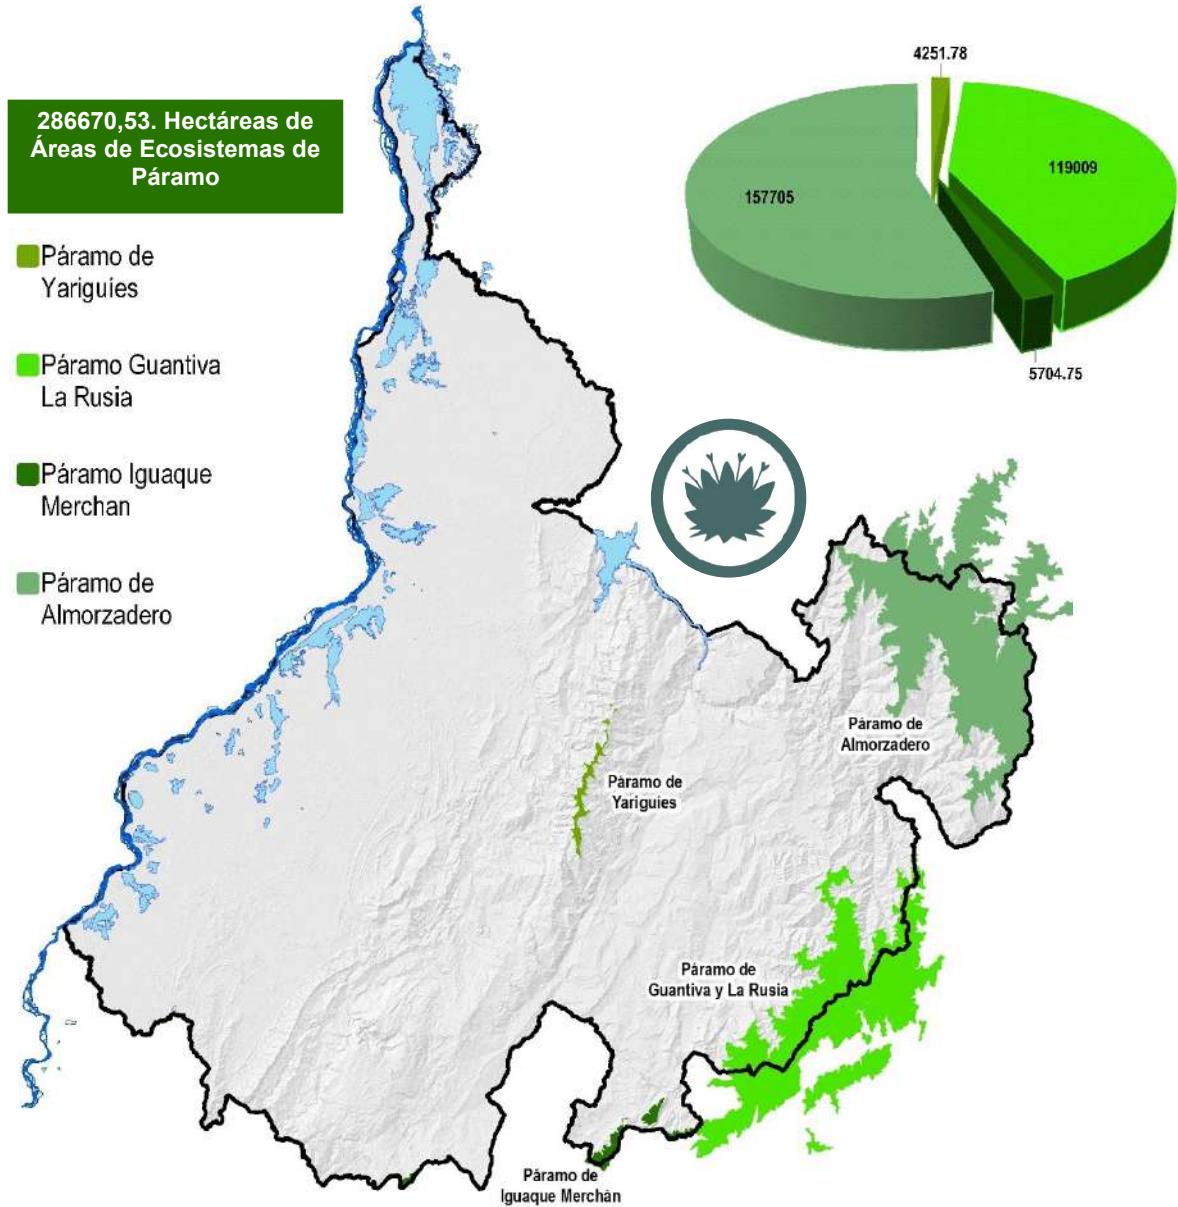 286670,53. Hectáreas de
Áreas de Ecosistemas de
Páramo
Páramo de
Yariguíes
Páramo Guantiva
La Rusia
Páramo Iguaque
Merchan
Páramo de
Almorzadero
4251.78
119009
157705
5704.75
Páramo de
Almorzadero
Páramo de
Yariguíes
Páramo de
Guantiva y La Rusia
Páramo de
Iguaque Merchán